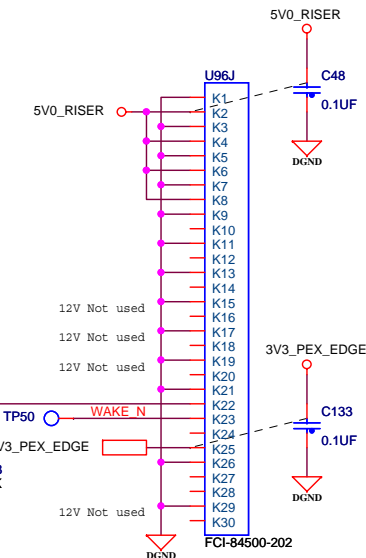 5V0_RISER
U96J
C48
0.1UF
DGND
5V0_RISER
K1
K2
K3
K4
K5
K6
K7
K8
K9
K10
K11
K12
K13
K14
12V Not used
K15
K16
12V Not used
K17
K18
12V Not used
K19
K20
K21
K22
TP50
WAKE_N
K23
K24
V3_PEX_EDGE
K25
K26
K27
K28
12V Not used
K29
K30
3V3_PEX_EDGE
C133
0.1UF
DGND
FCI-84500-202
DGND